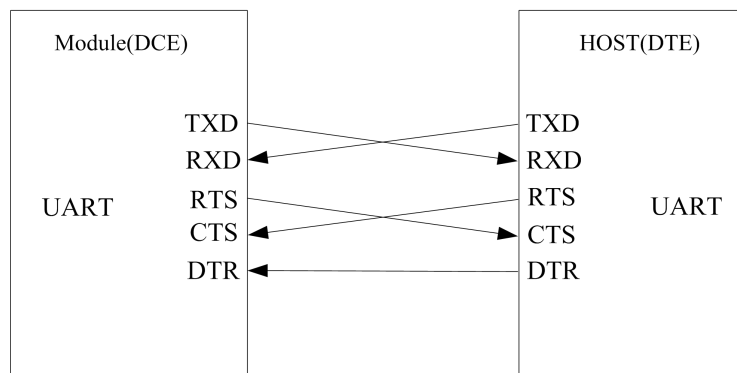 Module(DCE)
HOST(DTE)
TXD
TXD
RXD
RXD
RTS
RTS
UART
UART
CTS
CTS
DTR
DTR